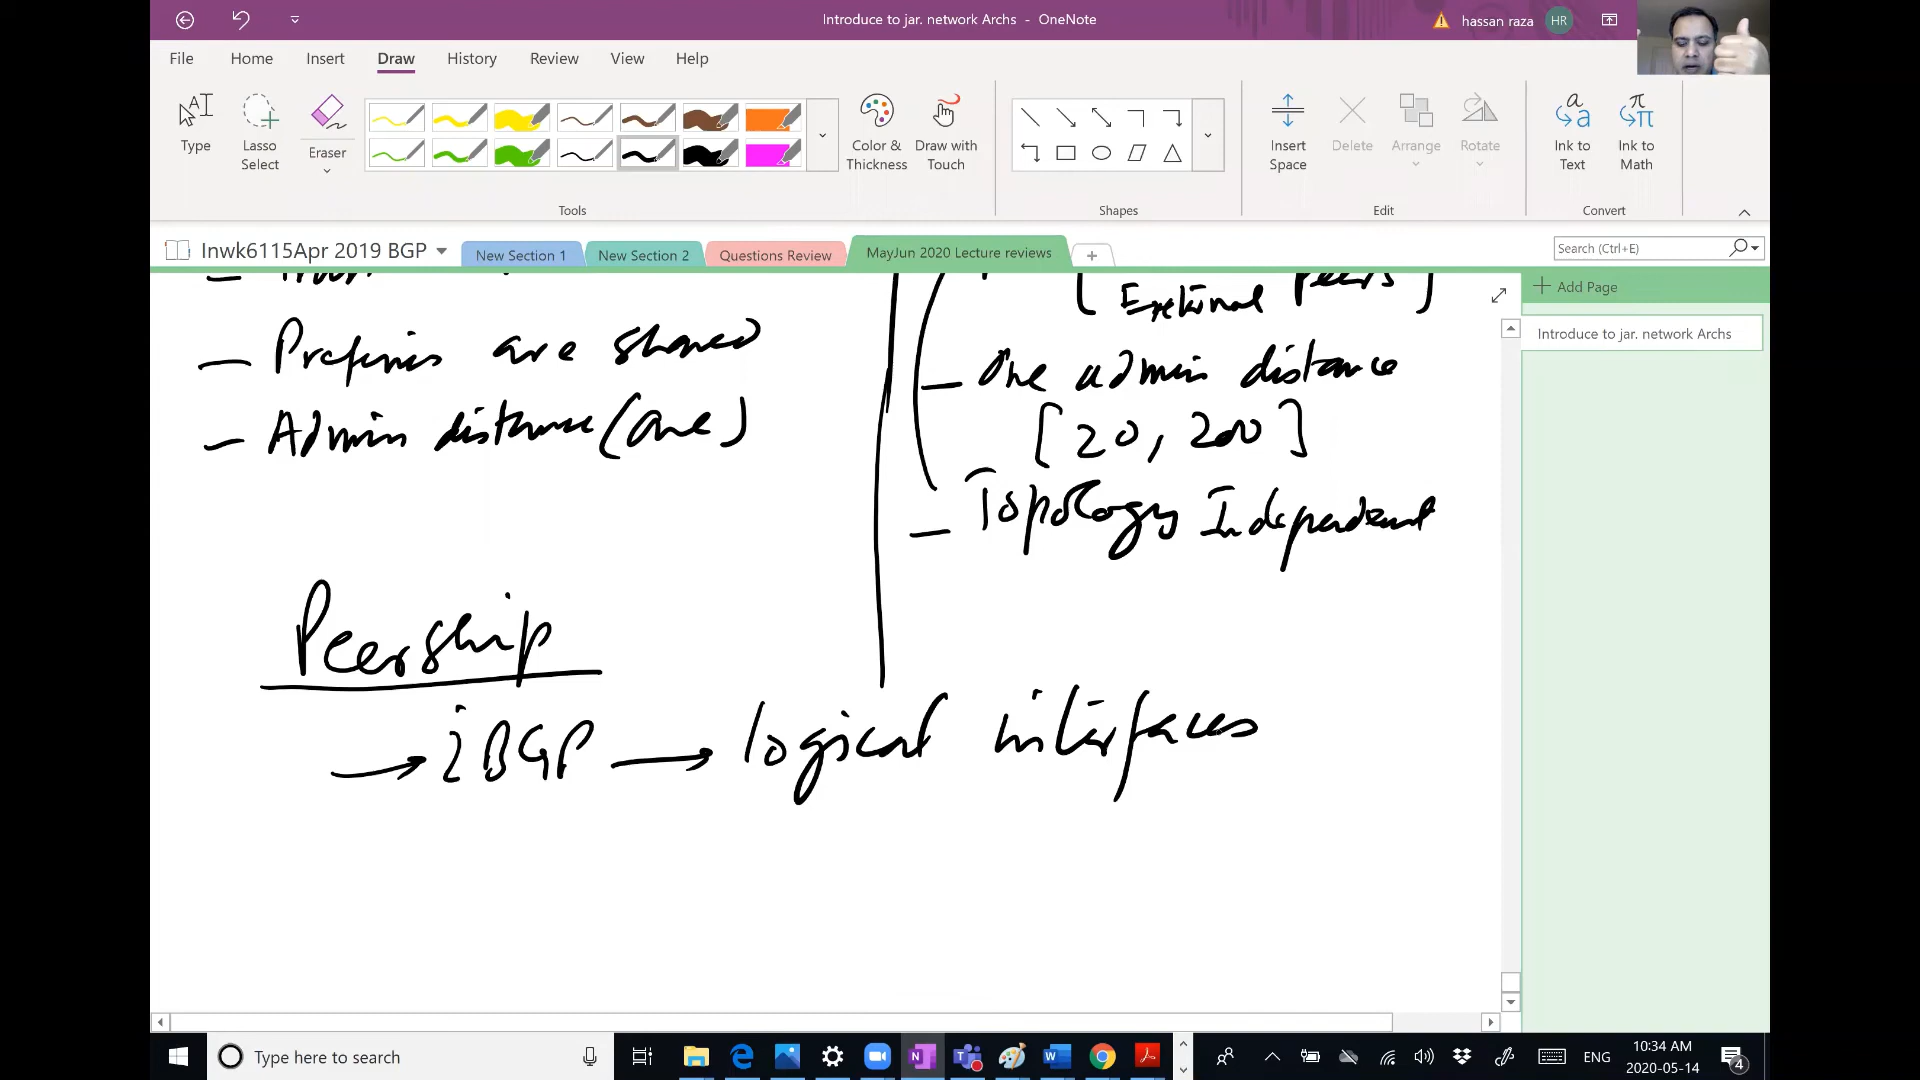 Introduce to jar. network Archs - OneNote
hassan raza HR
File Home Insert Draw History Review View Help
Type
Lasso Select
Eraser
Color & Thickness
Draw with Touch
Insert Space
Delete
Arrange
Rotate
Ink to Text
Ink to Math
Tools
Shapes
Edit
Convert
Inwk6115Apr 2019 BGP
New Section 1
New Section 2
Questions Review
MayJun 2020 Lecture reviews
Search (Ctrl+E)
Add Page
Introduce to jar. network Archs
are shared
Admin distance (one)
[ External Peers ]
One admin distance
[ 20, 200 ]
Topology Independent
Peership
→ iBGP → logical interfaces
Type here to search
ENG
10:34 AM
2020-05-14
4